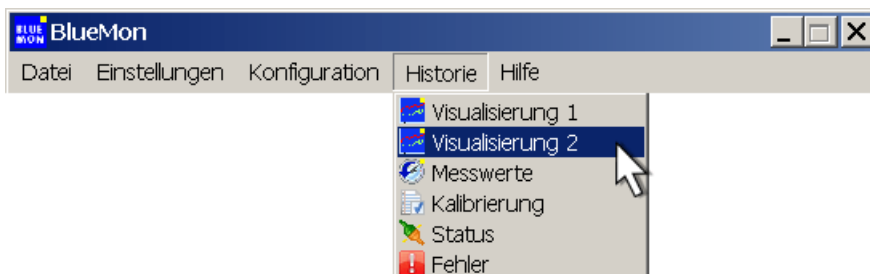 BLUE MON BlueMon
Datei Einstellungen Konfiguration Historie Hilfe
Visualisierung 1
Visualisierung 2
Messwerte
Kalibrierung
Status
Fehler